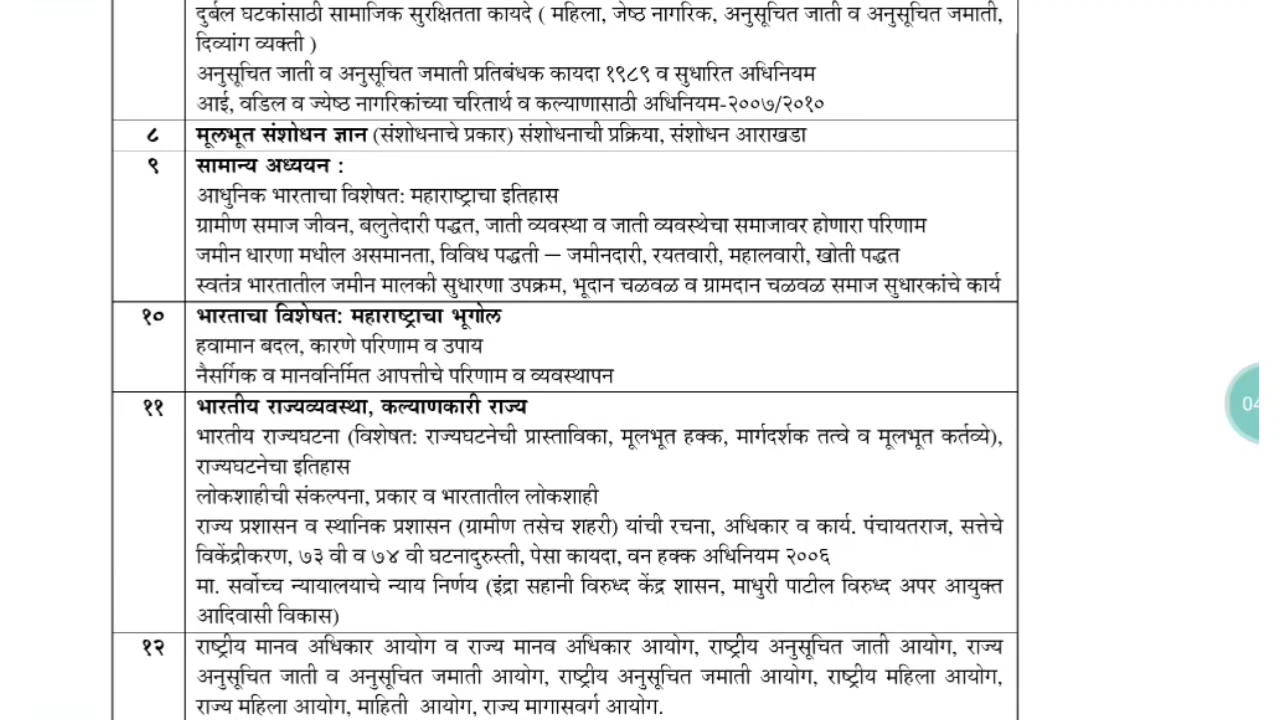 दुर्बल घटकांसाठी सामाजिक सुरक्षितता कायदे ( महिला, जेष्ठ नागरिक, अनुसूचित जाती व अनुसूचित जमाती,
दिव्यांग व्यक्ती )
अनुसूचित जाती व अनुसूचित जमाती प्रतिबंधक कायदा १९८९ व सुधारित अधिनियम
आई, वडिल व ज्येष्ठ नागरिकांच्या चरितार्थ व कल्याणासाठी अधिनियम-२००७/२०१०
८ मूलभूत संशोधन ज्ञान (संशोधनाचे प्रकार) संशोधनाची प्रक्रिया, संशोधन आराखडा
९ सामान्य अध्ययन :
आधुनिक भारताचा विशेषत: महाराष्ट्राचा इतिहास
ग्रामीण समाज जीवन, बलुतेदारी पद्धत, जाती व्यवस्था व जाती व्यवस्थेचा समाजावर होणारा परिणाम
जमीन धारणा मधील असमानता, विविध पद्धती – जमीनदारी, रयतवारी, महालवारी, खोती पद्धत
स्वतंत्र भारतातील जमीन मालकी सुधारणा उपक्रम, भूदान चळवळ व ग्रामदान चळवळ समाज सुधारकांचे कार्य
१० भारताचा विशेषत: महाराष्ट्राचा भूगोल
हवामान बदल, कारणे परिणाम व उपाय
नैसर्गिक व मानवनिर्मित आपत्तीचे परिणाम व व्यवस्थापन
११ भारतीय राज्यव्यवस्था, कल्याणकारी राज्य
भारतीय राज्यघटना (विशेषत: राज्यघटनेची प्रास्ताविका, मूलभूत हक्क, मार्गदर्शक तत्वे व मूलभूत कर्तव्ये),
राज्यघटनेचा इतिहास
लोकशाहीची संकल्पना, प्रकार व भारतातील लोकशाही
राज्य प्रशासन व स्थानिक प्रशासन (ग्रामीण तसेच शहरी) यांची रचना, अधिकार व कार्य. पंचायतराज, सत्तेचे
विकेंद्रीकरण, ७३ वी व ७४ वी घटनादुरुस्ती, पेसा कायदा, वन हक्क अधिनियम २००६
मा. सर्वोच्च न्यायालयाचे न्याय निर्णय (इंद्रा सहानी विरुध्द केंद्र शासन, माधुरी पाटील विरुध्द अपर आयुक्त
आदिवासी विकास)
१२ राष्ट्रीय मानव अधिकार आयोग व राज्य मानव अधिकार आयोग, राष्ट्रीय अनुसूचित जाती आयोग, राज्य
अनुसूचित जाती व अनुसूचित जमाती आयोग, राष्ट्रीय अनुसूचित जमाती आयोग, राष्ट्रीय महिला आयोग,
राज्य महिला आयोग, माहिती आयोग, राज्य मागासवर्ग आयोग.